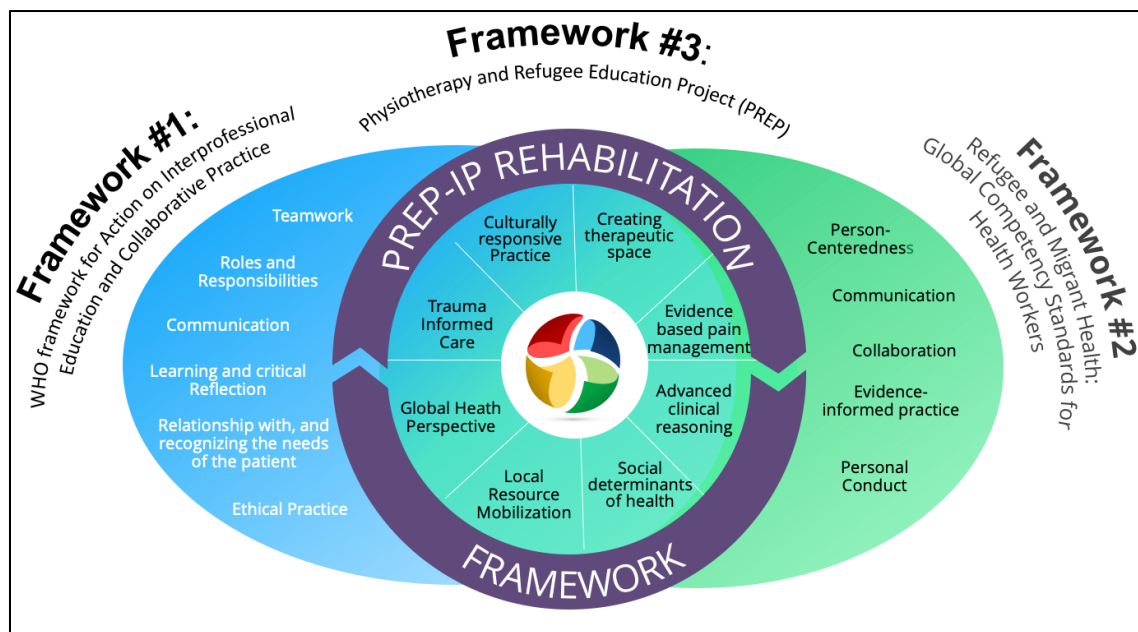 Framework #1:
WHO framework for Action on Interprofessional
Education and Collaborative Practice
Framework #3:
Physiotherapy and Refugee Education Project (PREP)
Framework #2
Refugee and Migrant Health:
Global Competency Standards for
Health Workers
PREP-IP REHABILITATION
FRAMEWORK
Teamwork
Roles and
Responsibilities
Communication
Learning and critical
Reflection
Relationship with, and
recognizing the needs
of the patient
Ethical Practice
Culturally
responsive
Practice
Creating
therapeutic
space
Trauma
Informed
Care
Evidence
based pain
management
Global Heath
Perspective
Advanced
clinical
reasoning
Local
Resource
Mobilization
Social
determinants
of health
Person-
Centeredness
Communication
Collaboration
Evidence-
informed practice
Personal
Conduct